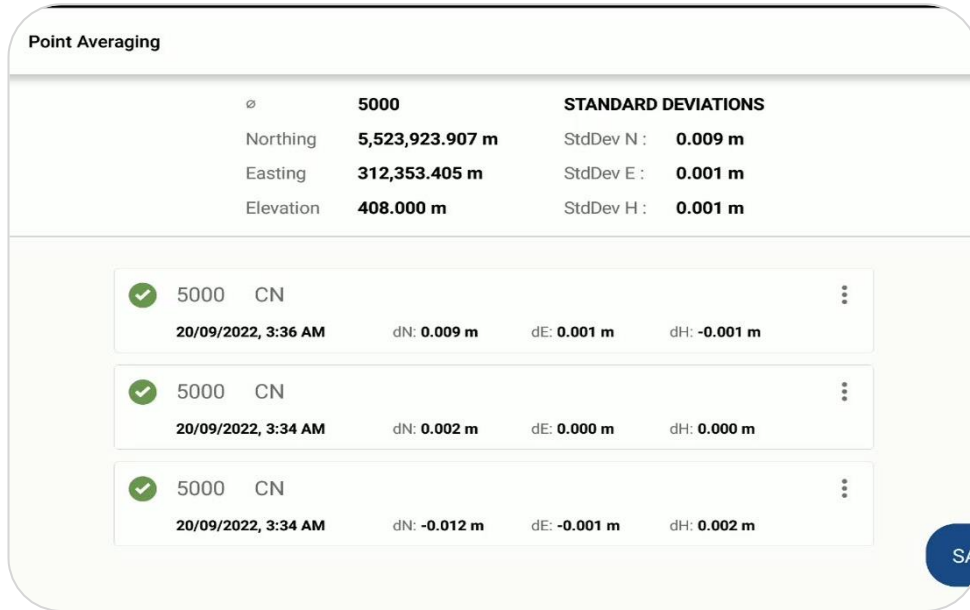 Point Averaging
⌀ 5000 STANDARD DEVIATIONS
Northing 5,523,923.907 m StdDev N : 0.009 m
Easting 312,353.405 m StdDev E : 0.001 m
Elevation 408.000 m StdDev H : 0.001 m
5000 CN
20/09/2022, 3:36 AM dN: 0.009 m dE: 0.001 m dH: -0.001 m
5000 CN
20/09/2022, 3:34 AM dN: 0.002 m dE: 0.000 m dH: 0.000 m
5000 CN
20/09/2022, 3:34 AM dN: -0.012 m dE: -0.001 m dH: 0.002 m
SA